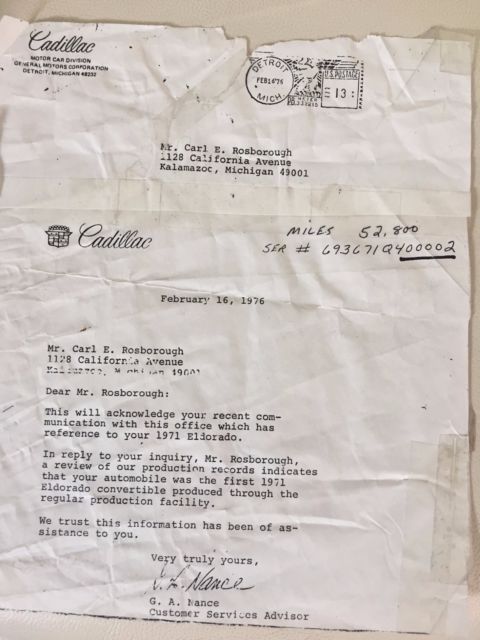 Cadillac
MOTOR CAR DIVISION
GENERAL MOTORS CORPORATION
DETROIT, MICHIGAN 48232
DETROIT
FEB16'76
MICH.
U.S. POSTAGE
13
METER
Mr. Carl E. Rosborough
1128 California Avenue
Kalamazoo, Michigan 49001
Cadillac
MILES 52,800
SER # 693671Q400002
February 16, 1976
Mr. Carl E. Rosborough
1128 California Avenue
Kalamazoo, Michigan 49001
Dear Mr. Rosborough:
This will acknowledge your recent com-
munication with this office which has
reference to your 1971 Eldorado.
In reply to your inquiry, Mr. Rosborough,
a review of our production records indicates
that your automobile was the first 1971
Eldorado convertible produced through the
regular production facility.
We trust this information has been of as-
sistance to you.
Very truly yours,
G. A. Nance
G. A. Nance
Customer Services Advisor